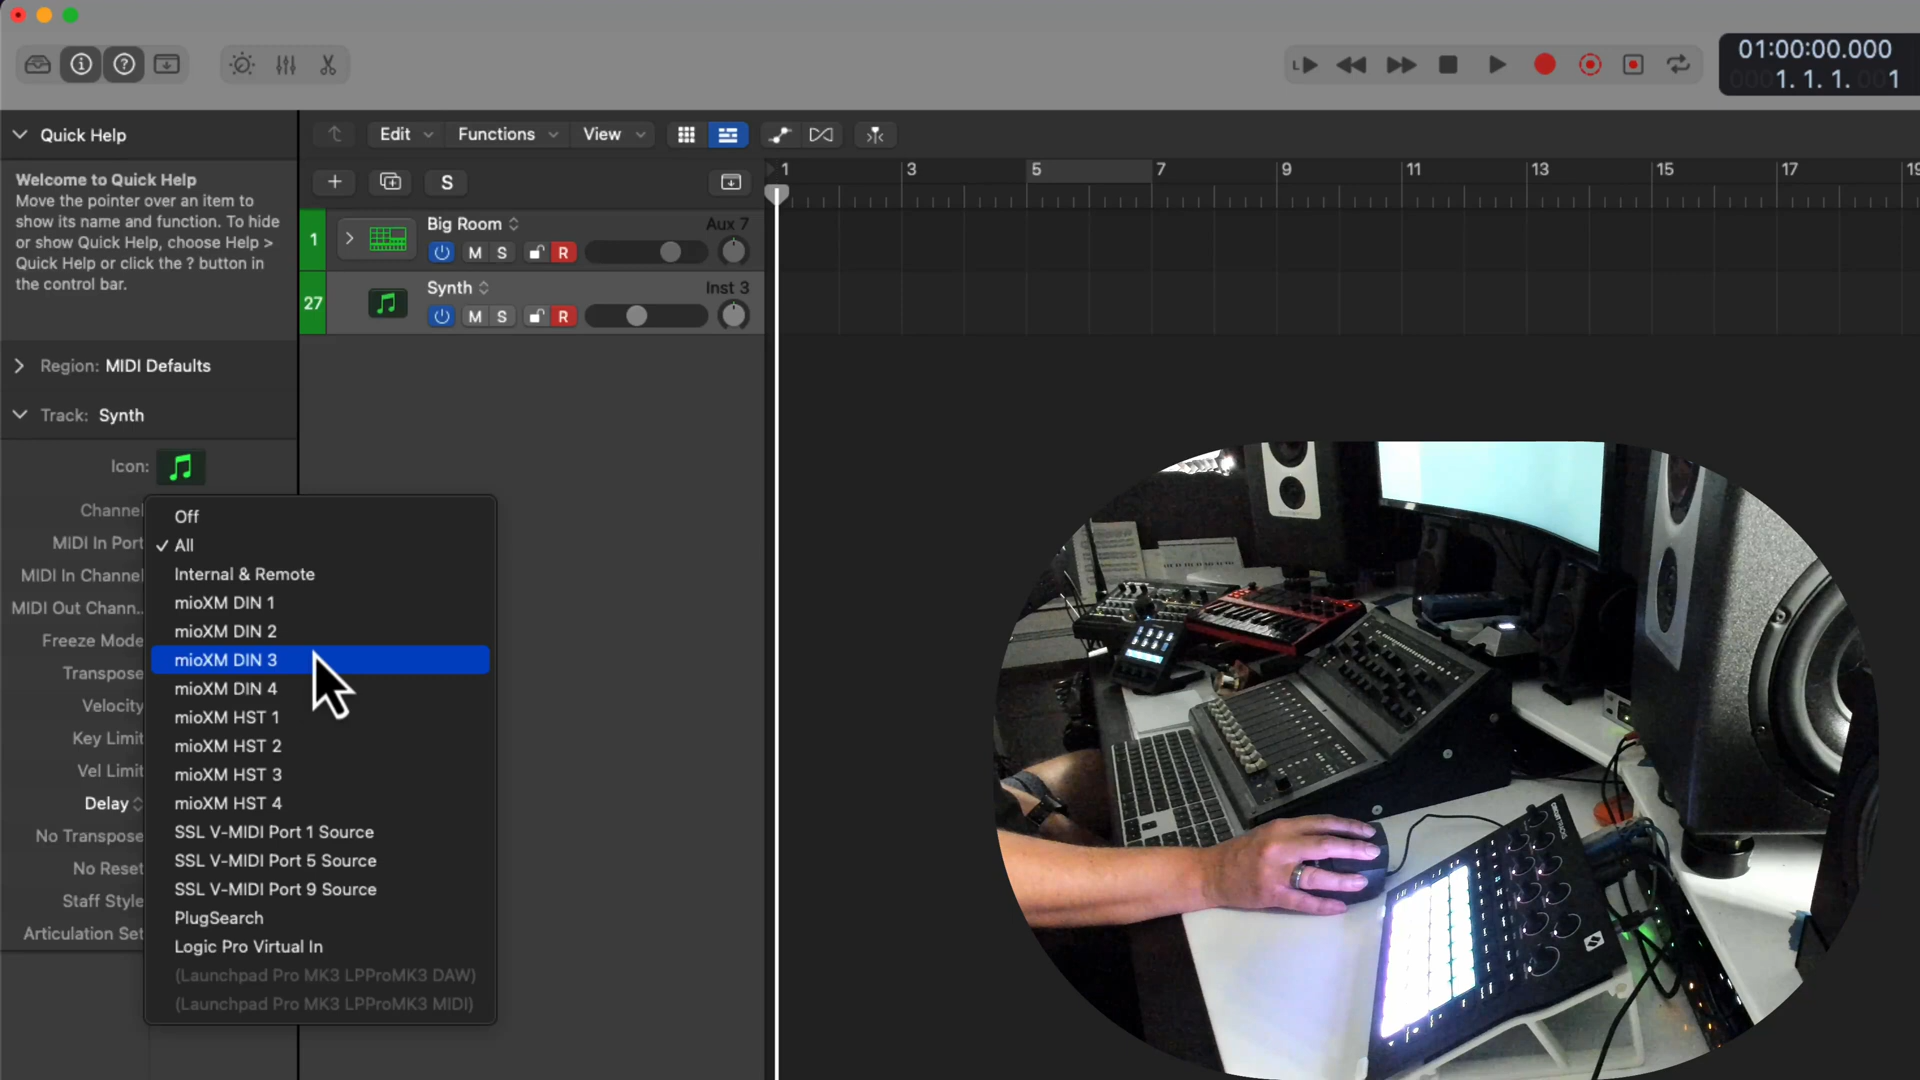 01:00:00.000
0001. 1. 1. 001
Quick Help
Edit
Functions
View
Welcome to Quick Help
Move the pointer over an item to
show its name and function. To hide
or show Quick Help, choose Help >
Quick Help or click the ? button in
the control bar.
S
1 3 5 7 9 11 13 15 17 19
1
Big Room
Aux 7
M S R
27
Synth
Inst 3
M S R
Region: MIDI Defaults
Track: Synth
Icon:
Channel
MIDI In Port
MIDI In Channel
MIDI Out Chann..
Freeze Mode
Transpose
Velocity
Key Limit
Vel Limit
Delay
No Transpose
No Reset
Staff Style
Articulation Set
Off
✓ All
Internal & Remote
mioXM DIN 1
mioXM DIN 2
mioXM DIN 3
mioXM DIN 4
mioXM HST 1
mioXM HST 2
mioXM HST 3
mioXM HST 4
SSL V-MIDI Port 1 Source
SSL V-MIDI Port 5 Source
SSL V-MIDI Port 9 Source
PlugSearch
Logic Pro Virtual In
(Launchpad Pro MK3 LPProMK3 DAW)
(Launchpad Pro MK3 LPProMK3 MIDI)